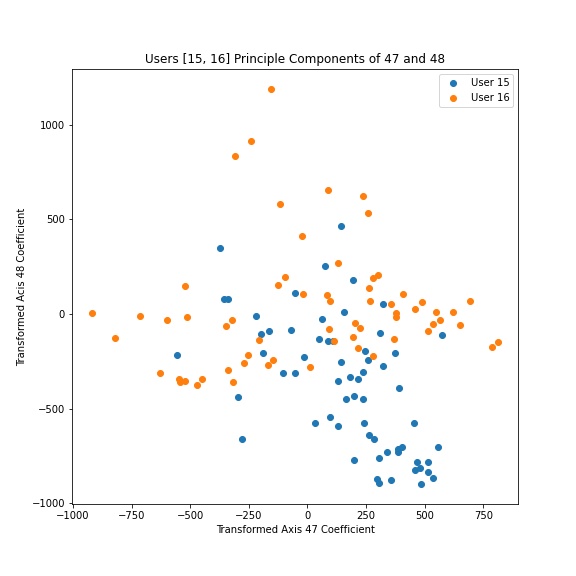 Users [15, 16] Principle Components of 47 and 48
User 15
User 16
1000
500
0
−500
−1000
Transformed Acis 48 Coefficient
−1000 −750 −500 −250 0 250 500 750
Transformed Axis 47 Coefficient